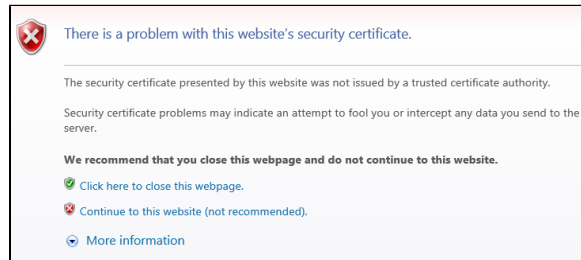 There is a problem with this website's security certificate.
The security certificate presented by this website was not issued by a trusted certificate authority.
Security certificate problems may indicate an attempt to fool you or intercept any data you send to the
server.
We recommend that you close this webpage and do not continue to this website.
Click here to close this webpage.
Continue to this website (not recommended).
More information